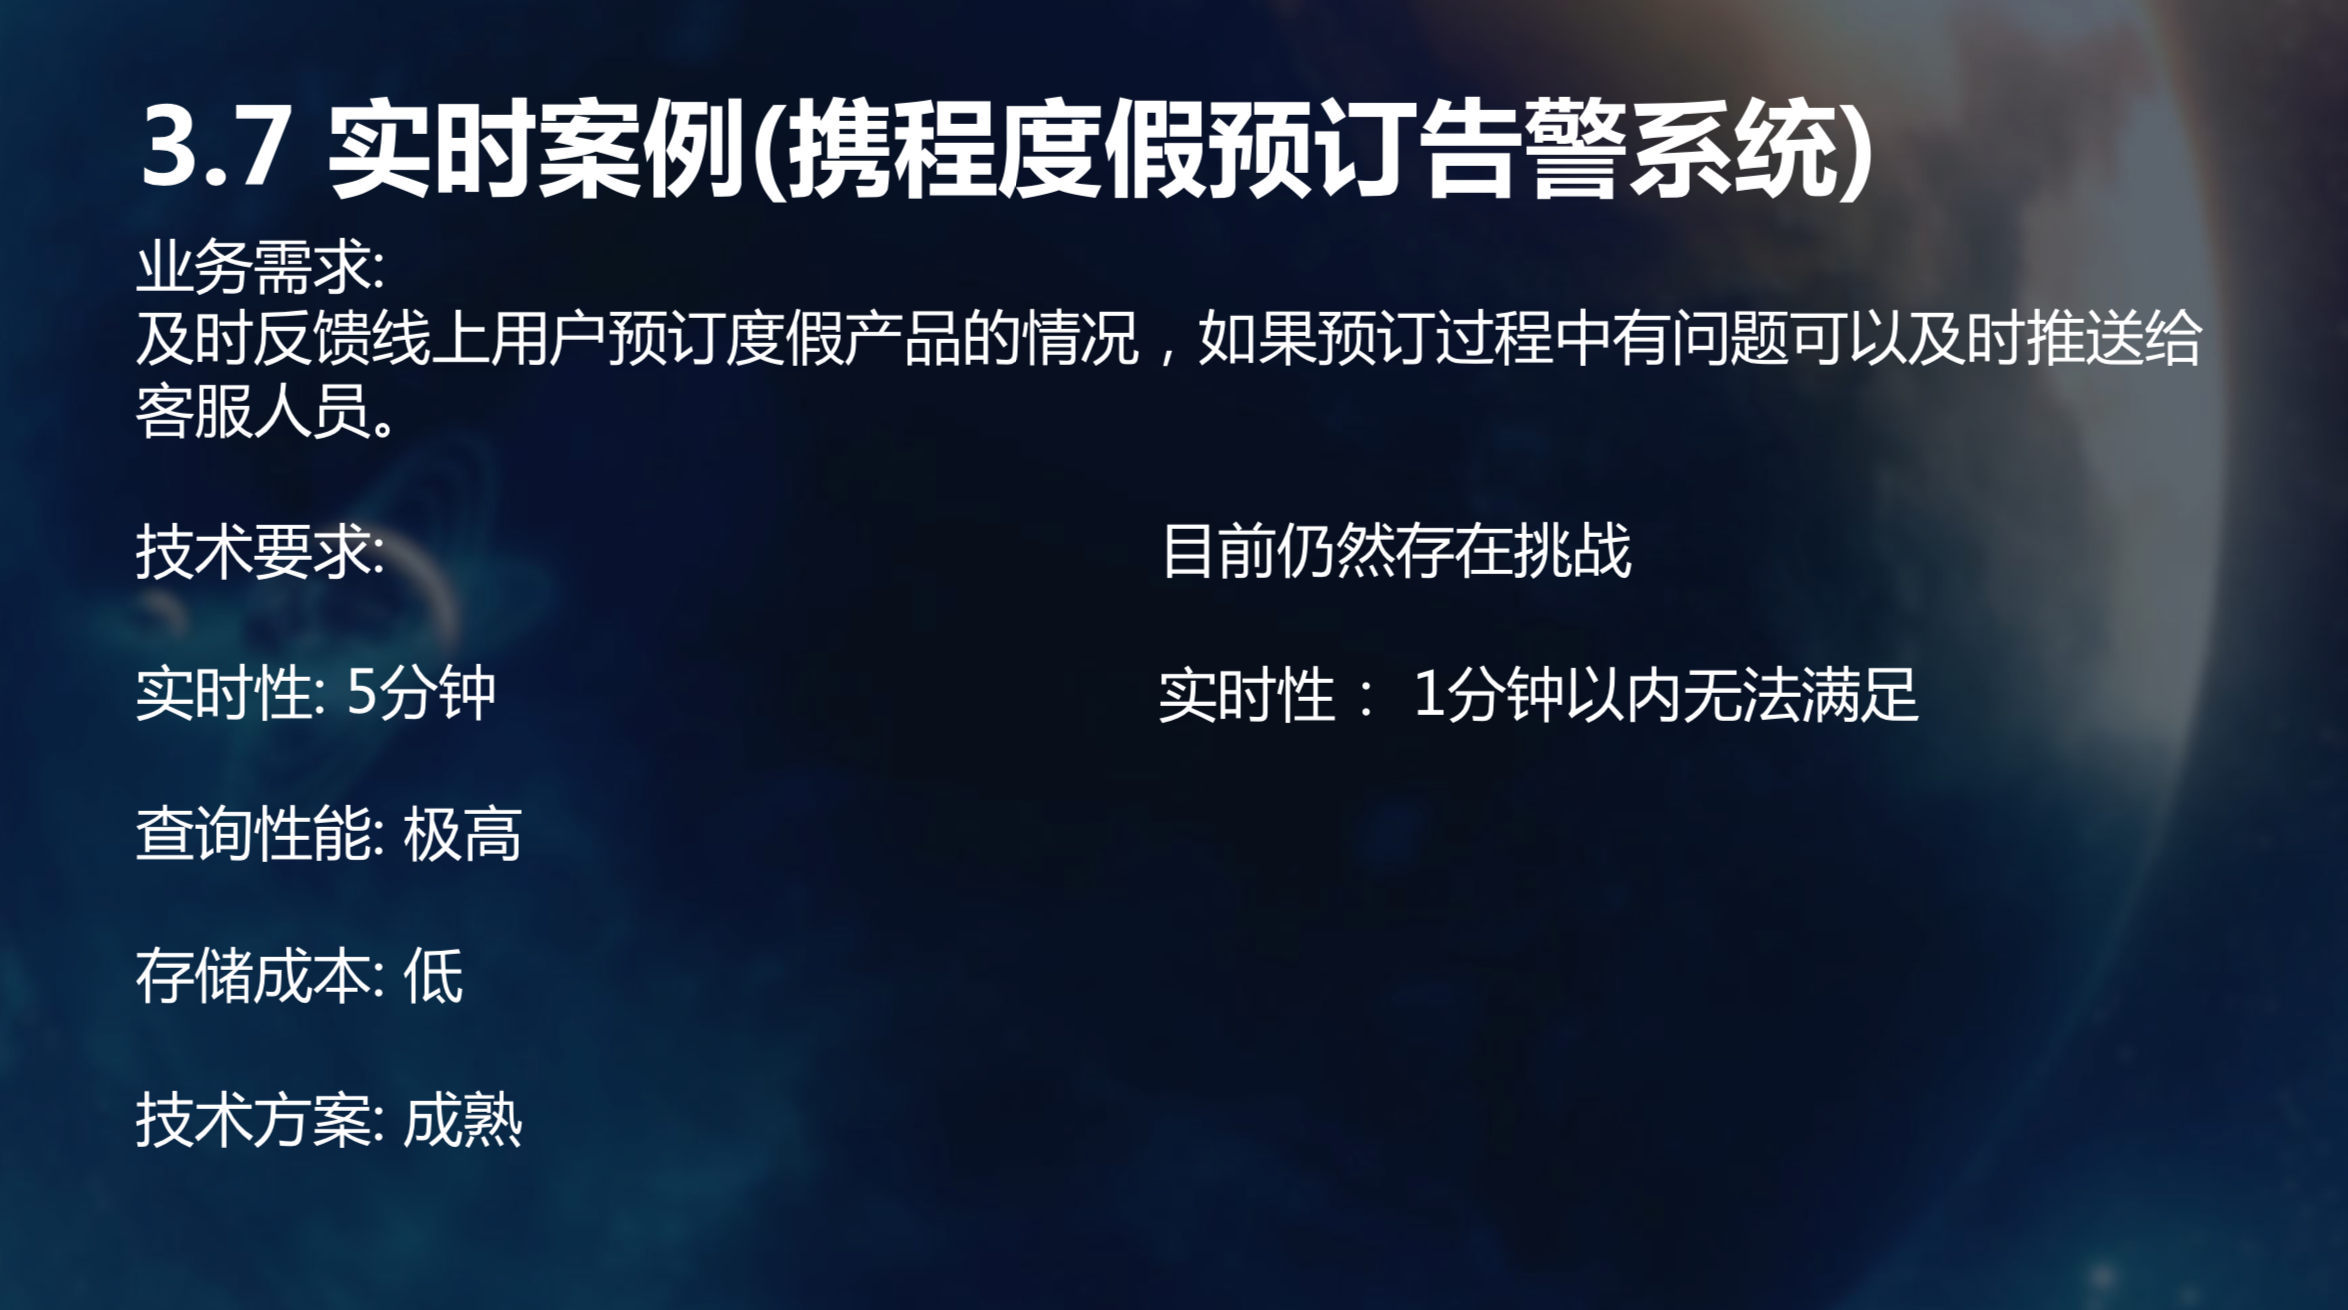 3.7 实时案例(携程度假预订告警系统)
业务需求:
及时反馈线上用户预订度假产品的情况，如果预订过程中有问题可以及时推送给
客服人员。
技术要求:
实时性: 5分钟
查询性能: 极高
存储成本: 低
技术方案: 成熟
目前仍然存在挑战
实时性： 1分钟以内无法满足